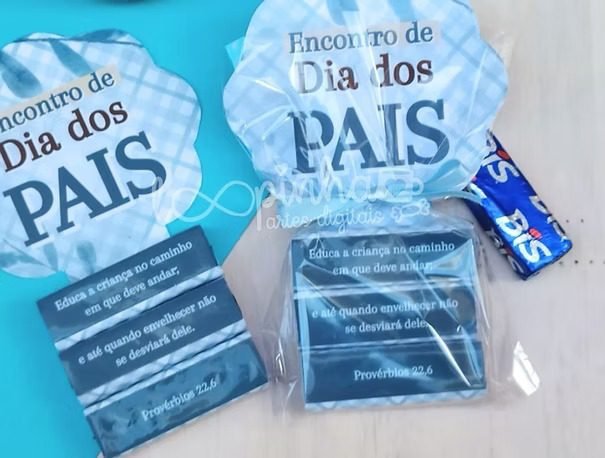 Encontro de
Dia dos
PAIS
Educa a criança no caminho
em que deve andar;
e até quando envelhecer não
se desviará dele.
Provérbios 22,6
Encontro de
Dia dos
PAIS
Educa a criança no caminho
em que deve andar;
e até quando envelhecer não
se desviará dele.
Provérbios 22,6
BIS
BIS
loopinho
artes digitais